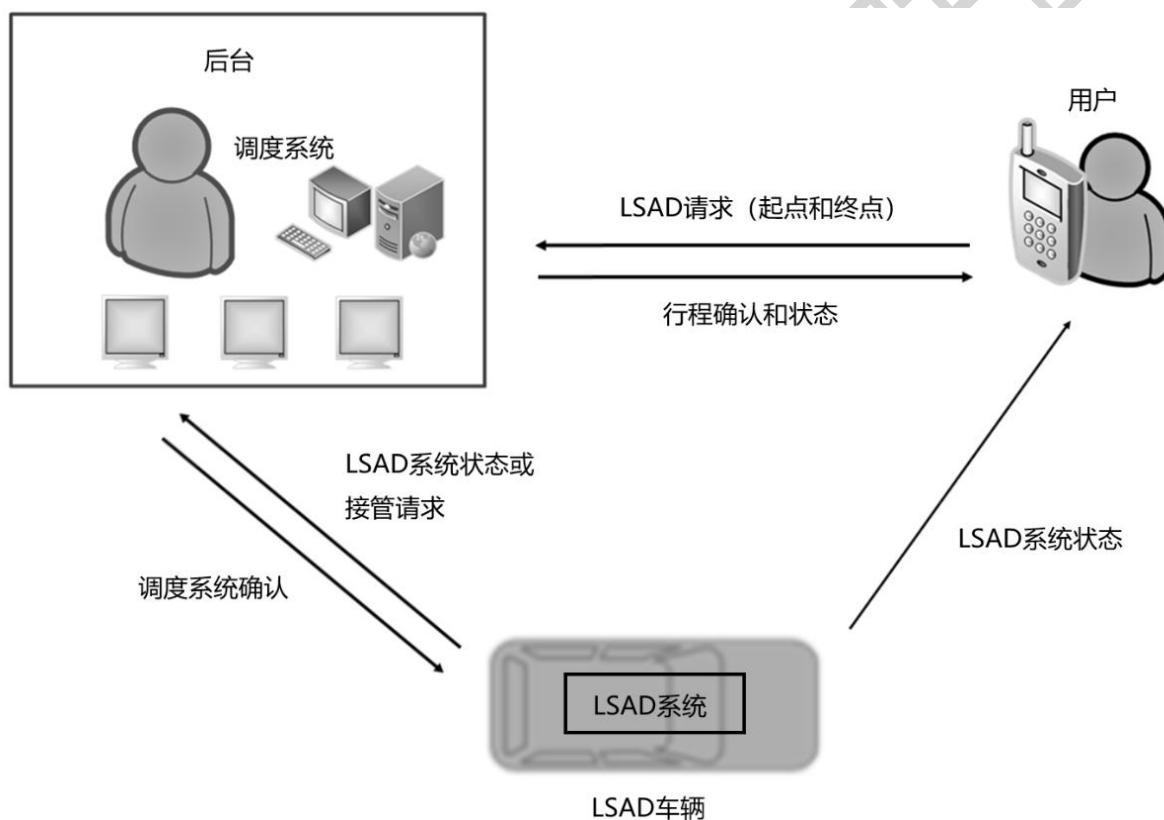 后台
调度系统
用户
LSAD请求（起点和终点）
行程确认和状态
LSAD系统状态或
接管请求
调度系统确认
LSAD系统状态
LSAD系统
LSAD车辆